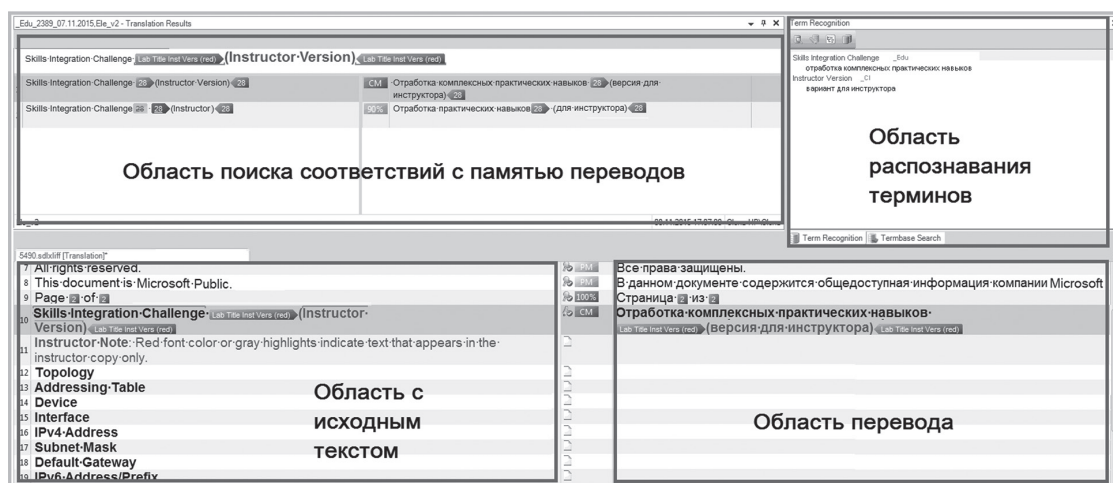 _Edu_2389_07.11.2015,Ele_v2 - Translation Results
Skills·Integration·Challenge· Lab Title Inst Vers (red) (Instructor·Version) Lab Title Inst Vers (red)
Skills·Integration·Challenge· 28 (Instructor·Version) 28
CM
Отработка·комплексных·практических·навыков· 28 (версия·для·
инструктора) 28
Skills·Integration·Challenge 28 · 28 (Instructor) 28
90%
Отработка·практических·навыков 28 ·(для·инструктора) 28
Область поиска соответствий с памятью переводов
Term Recognition
Skills Integration Challenge _Edu
отработка комплексных практических навыков
Instructor Version _CI
вариант для инструктора
Область
распознавания
терминов
Term Recognition Termbase Search
5490.sdlxliff [Translation]*
7 All·rights·reserved. PM Все·права·защищены.
8 This·document·is·Microsoft·Public. PM В·данном·документе·содержится·общедоступная·информация·компании·Microsoft
9 Page· 2 ·of· 2 100% Страница· 2 ·из· 2
10 Skills·Integration·Challenge· Lab Title Inst Vers (red) (Instructor·
Version) Lab Title Inst Vers (red)
CM
Отработка·комплексных·практических·навыков·
Lab Title Inst Vers (red) (версия·для·инструктора) Lab Title Inst Vers (red)
11 Instructor·Note:·Red·font·color·or·gray·highlights·indicate·text·that·appears·in·the·
instructor·copy·only.
12 Topology
13 Addressing·Table
14 Device
15 Interface
16 IPv4·Address
17 Subnet·Mask
18 Default·Gateway
19 IPv6·Address/Prefix
Область с
исходным
текстом
Область перевода